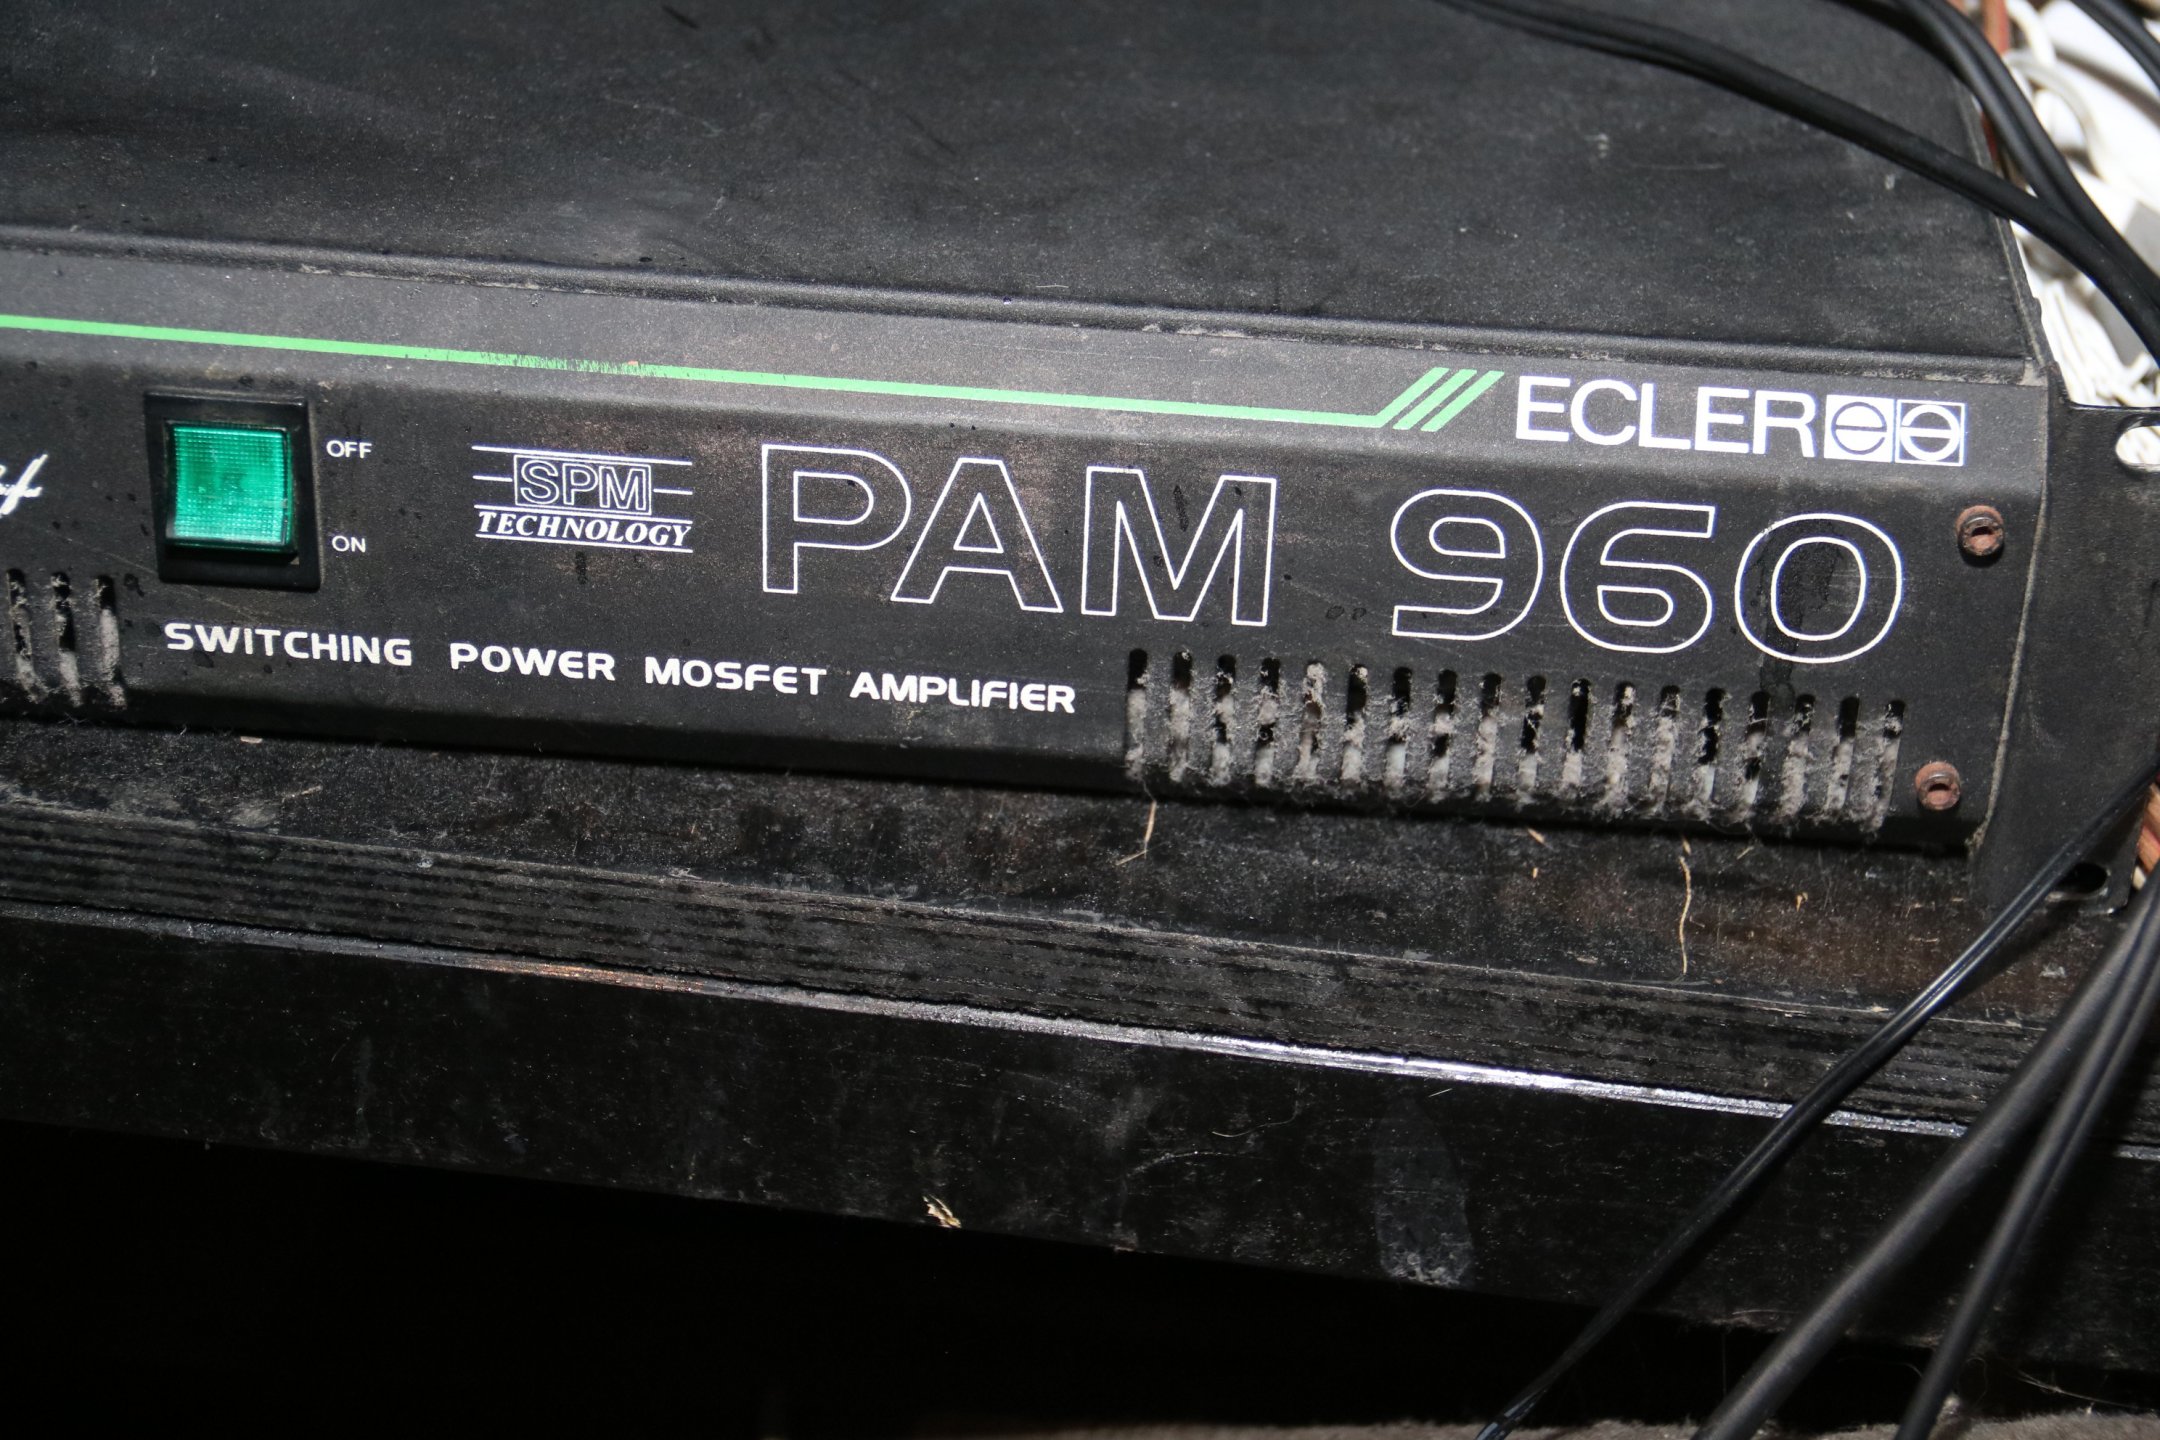 ECLER
OFF
SPM
TECHNOLOGY
PAM 960
ON
SWITCHING POWER MOSFET AMPLIFIER